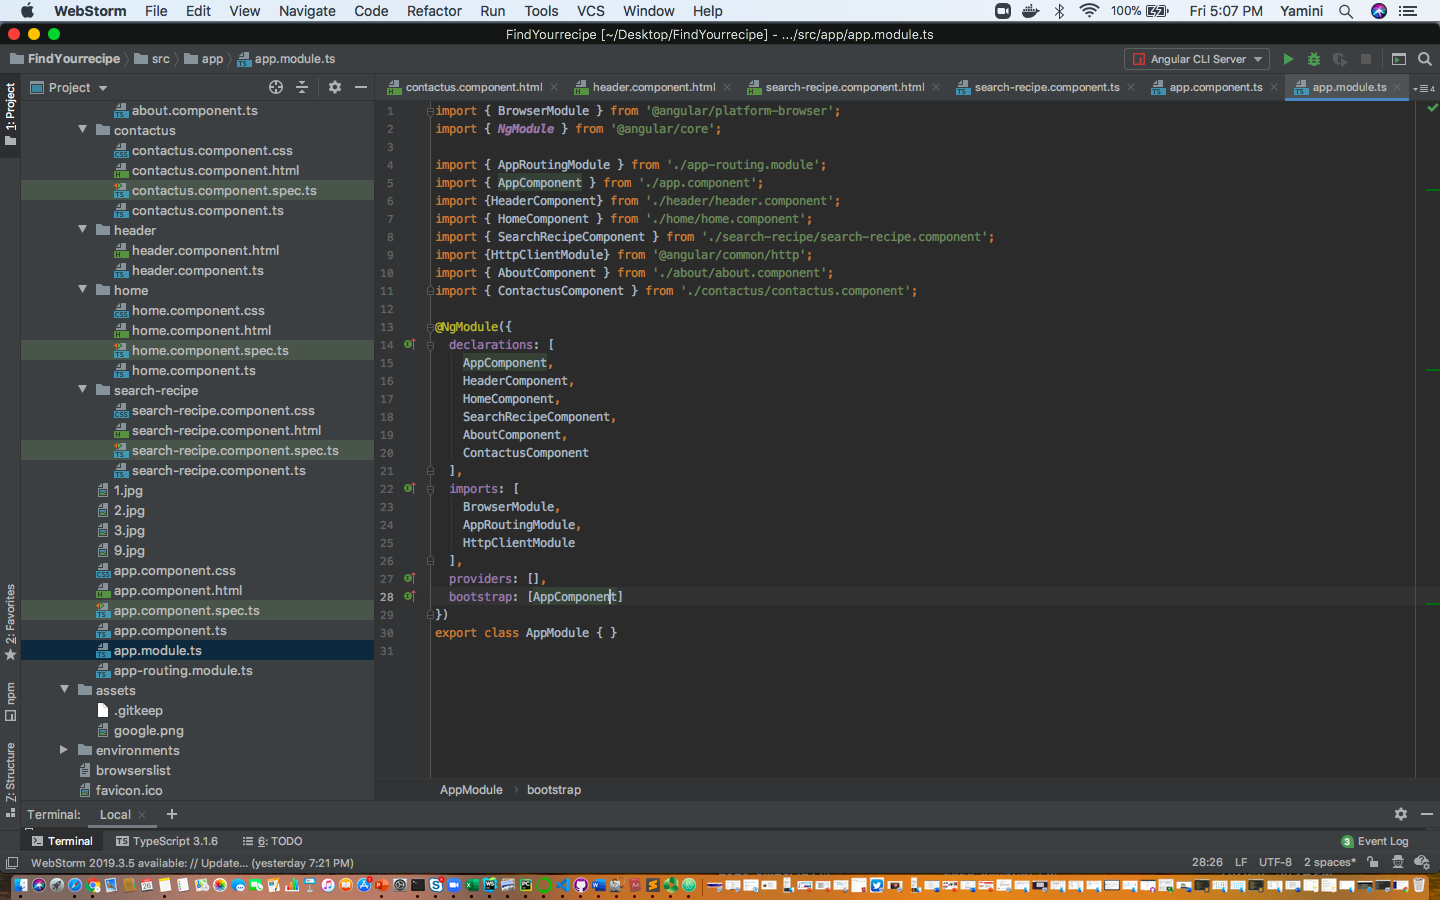 WebStorm File Edit View Navigate Code Refactor Run Tools VCS Window Help 100% Fri 5:07 PM Yamini
FindYourrecipe [~/Desktop/FindYourrecipe] - .../src/app/app.module.ts
FindYourrecipe src app app.module.ts Angular CLI Server
Project
contactus.component.html header.component.html search-recipe.component.html search-recipe.component.ts app.component.ts app.module.ts 4
1: Project
2: Favorites
npm
Z: Structure
about.component.ts
contactus
contactus.component.css
contactus.component.html
contactus.component.spec.ts
contactus.component.ts
header
header.component.html
header.component.ts
home
home.component.css
home.component.html
home.component.spec.ts
home.component.ts
search-recipe
search-recipe.component.css
search-recipe.component.html
search-recipe.component.spec.ts
search-recipe.component.ts
1.jpg
2.jpg
3.jpg
9.jpg
app.component.css
app.component.html
app.component.spec.ts
app.component.ts
app.module.ts
app-routing.module.ts
assets
.gitkeep
google.png
environments
browserslist
favicon.ico
1 import { BrowserModule } from '@angular/platform-browser';
2 import { NgModule } from '@angular/core';
3
4 import { AppRoutingModule } from './app-routing.module';
5 import { AppComponent } from './app.component';
6 import {HeaderComponent} from './header/header.component';
7 import { HomeComponent } from './home/home.component';
8 import { SearchRecipeComponent } from './search-recipe/search-recipe.component';
9 import {HttpClientModule} from '@angular/common/http';
10 import { AboutComponent } from './about/about.component';
11 import { ContactusComponent } from './contactus/contactus.component';
12
13 @NgModule({
14 declarations: [
15 AppComponent,
16 HeaderComponent,
17 HomeComponent,
18 SearchRecipeComponent,
19 AboutComponent,
20 ContactusComponent
21 ],
22 imports: [
23 BrowserModule,
24 AppRoutingModule,
25 HttpClientModule
26 ],
27 providers: [],
28 bootstrap: [AppComponent]
29 })
30 export class AppModule { }
31
AppModule › bootstrap
Terminal: Local
Terminal TypeScript 3.1.6 6: TODO 3 Event Log
WebStorm 2019.3.5 available: // Update... (yesterday 7:21 PM) 28:26 LF UTF-8 2 spaces*